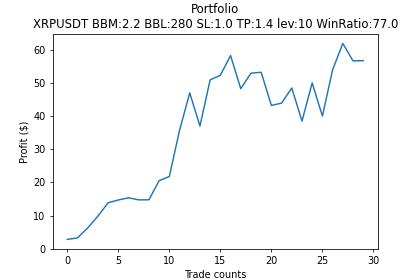 Portfolio
XRPUSDT BBM:2.2 BBL:280 SL:1.0 TP:1.4 lev:10 WinRatio:77.0
60
50
40
30
20
10
0
Profit ($)
0 5 10 15 20 25 30
Trade counts